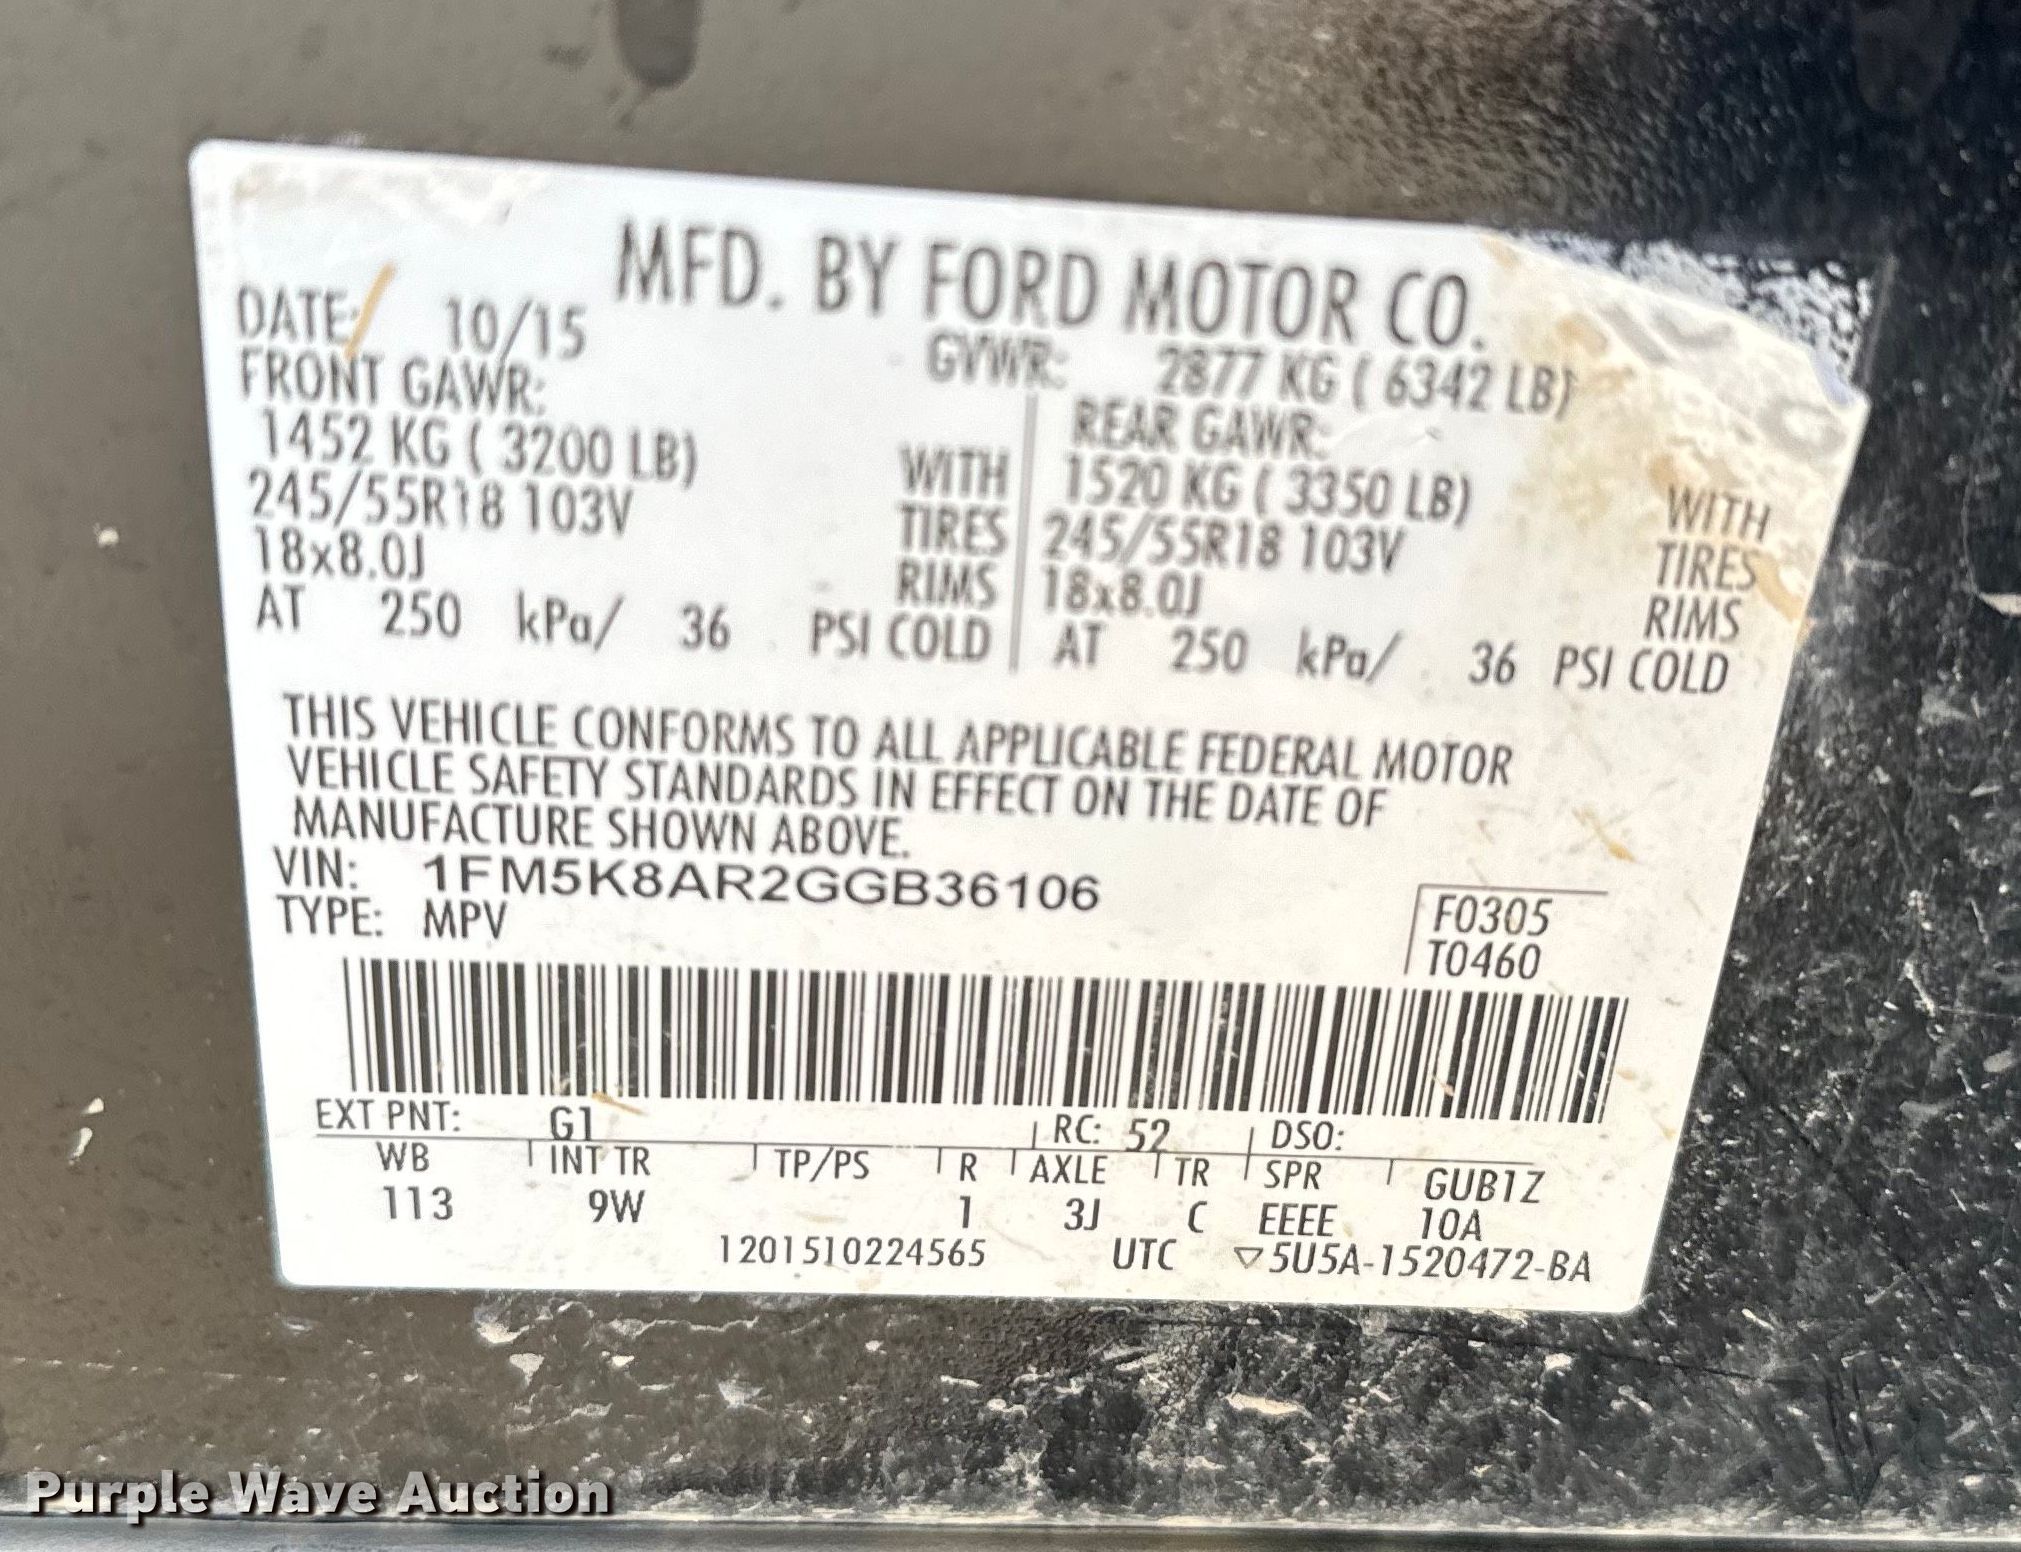 MFD. BY FORD MOTOR CO.
DATE: 10/15 GVWR: 2877 KG ( 6342 LB)
FRONT GAWR: REAR GAWR:
1452 KG ( 3200 LB) WITH 1520 KG ( 3350 LB) WITH
245/55R18 103V TIRES 245/55R18 103V TIRES
18x8.0J RIMS 18x8.0J RIMS
AT 250 kPa/ 36 PSI COLD AT 250 kPa/ 36 PSI COLD
THIS VEHICLE CONFORMS TO ALL APPLICABLE FEDERAL MOTOR
VEHICLE SAFETY STANDARDS IN EFFECT ON THE DATE OF
MANUFACTURE SHOWN ABOVE.
VIN: 1FM5K8AR2GGB36106
TYPE: MPV
F0305
T0460
EXT PNT: G1 RC: 52 DSO:
WB INT TR TP/PS R AXLE TR SPR GUB1Z
113 9W 1 3J C EEEE 10A
1201510224565 UTC ▽5U5A-1520472-BA
Purple Wave Auction